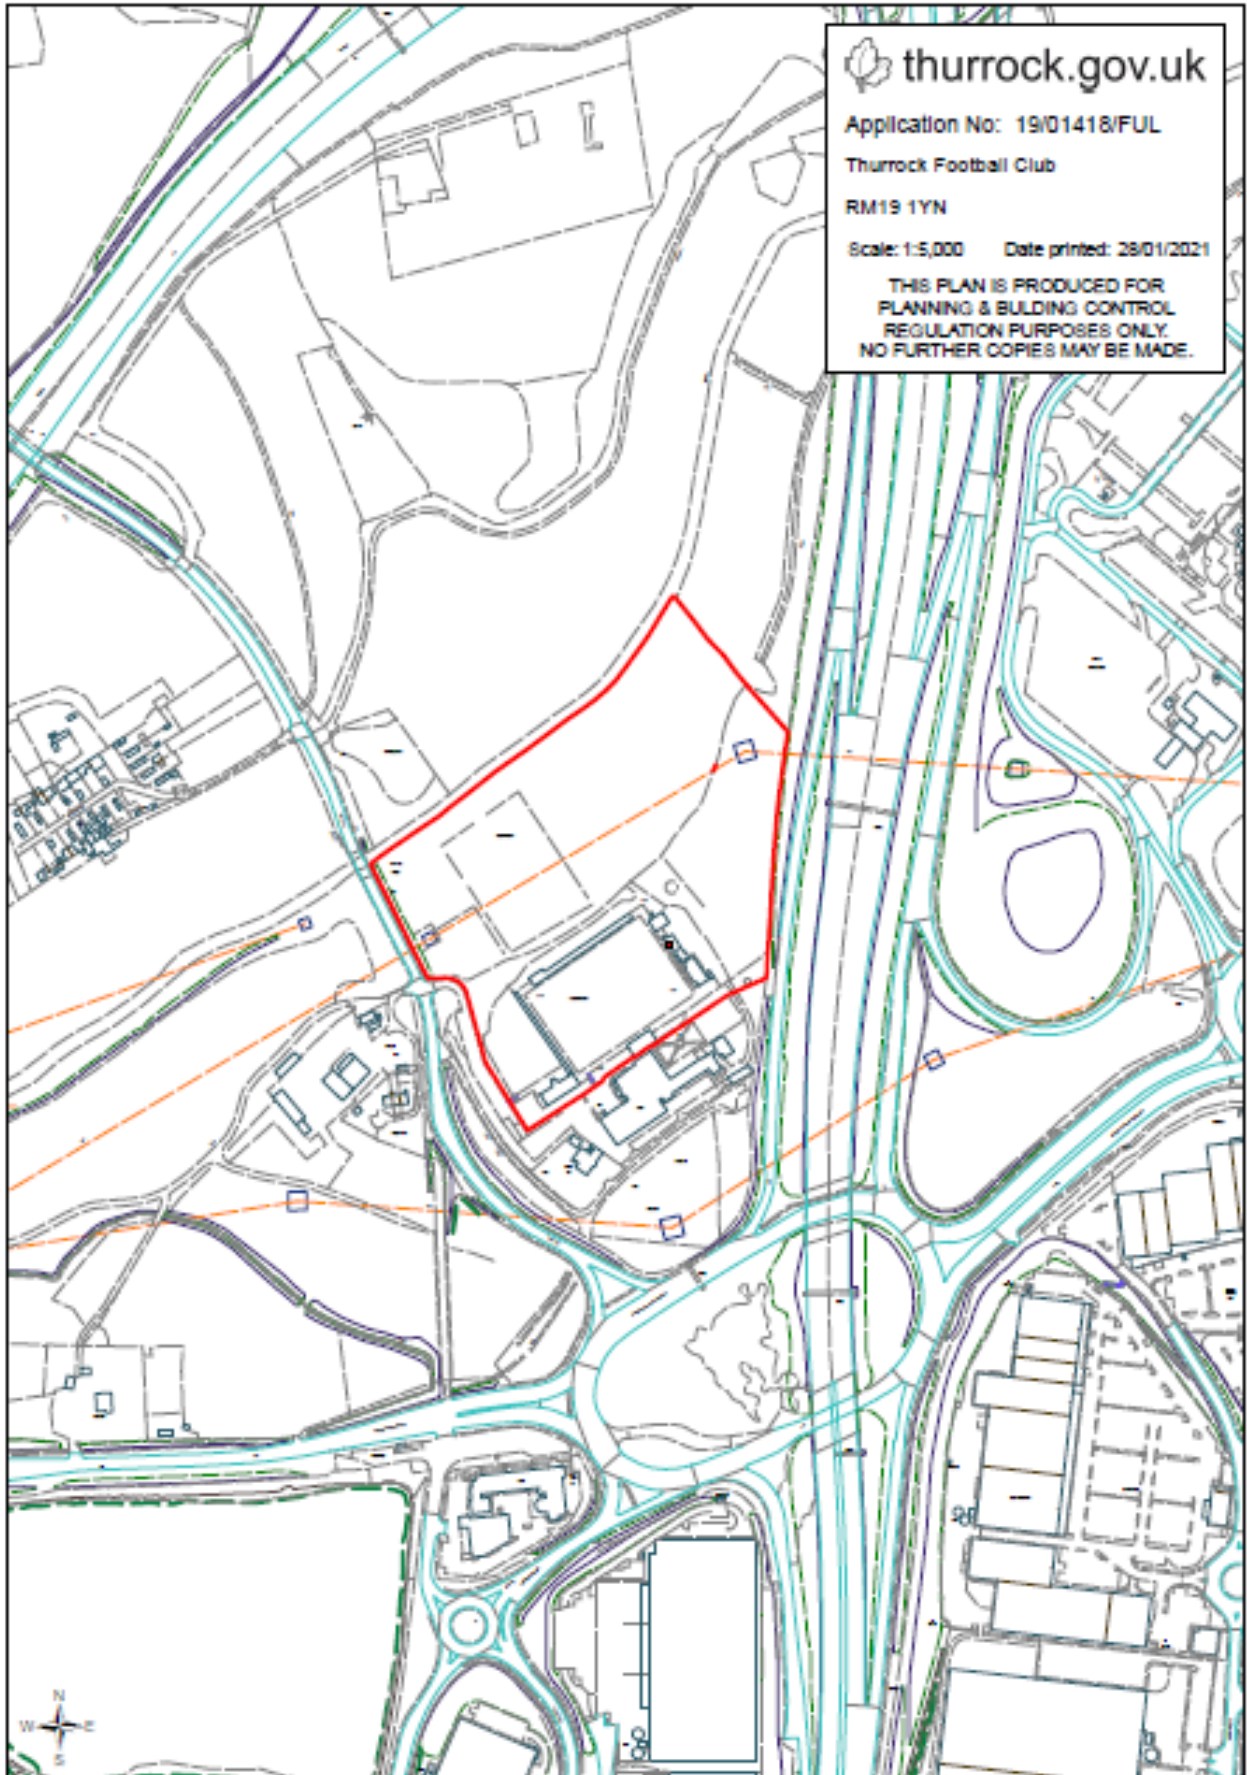 thurrock.gov.uk
Application No: 19/01418/FUL
Thurrock Football Club
RM19 1YN
Scale: 1:5,000 Date printed: 28/01/2021
THIS PLAN IS PRODUCED FOR
PLANNING & BULDING CONTROL
REGULATION PURPOSES ONLY.
NO FURTHER COPIES MAY BE MADE.
N
W E
S